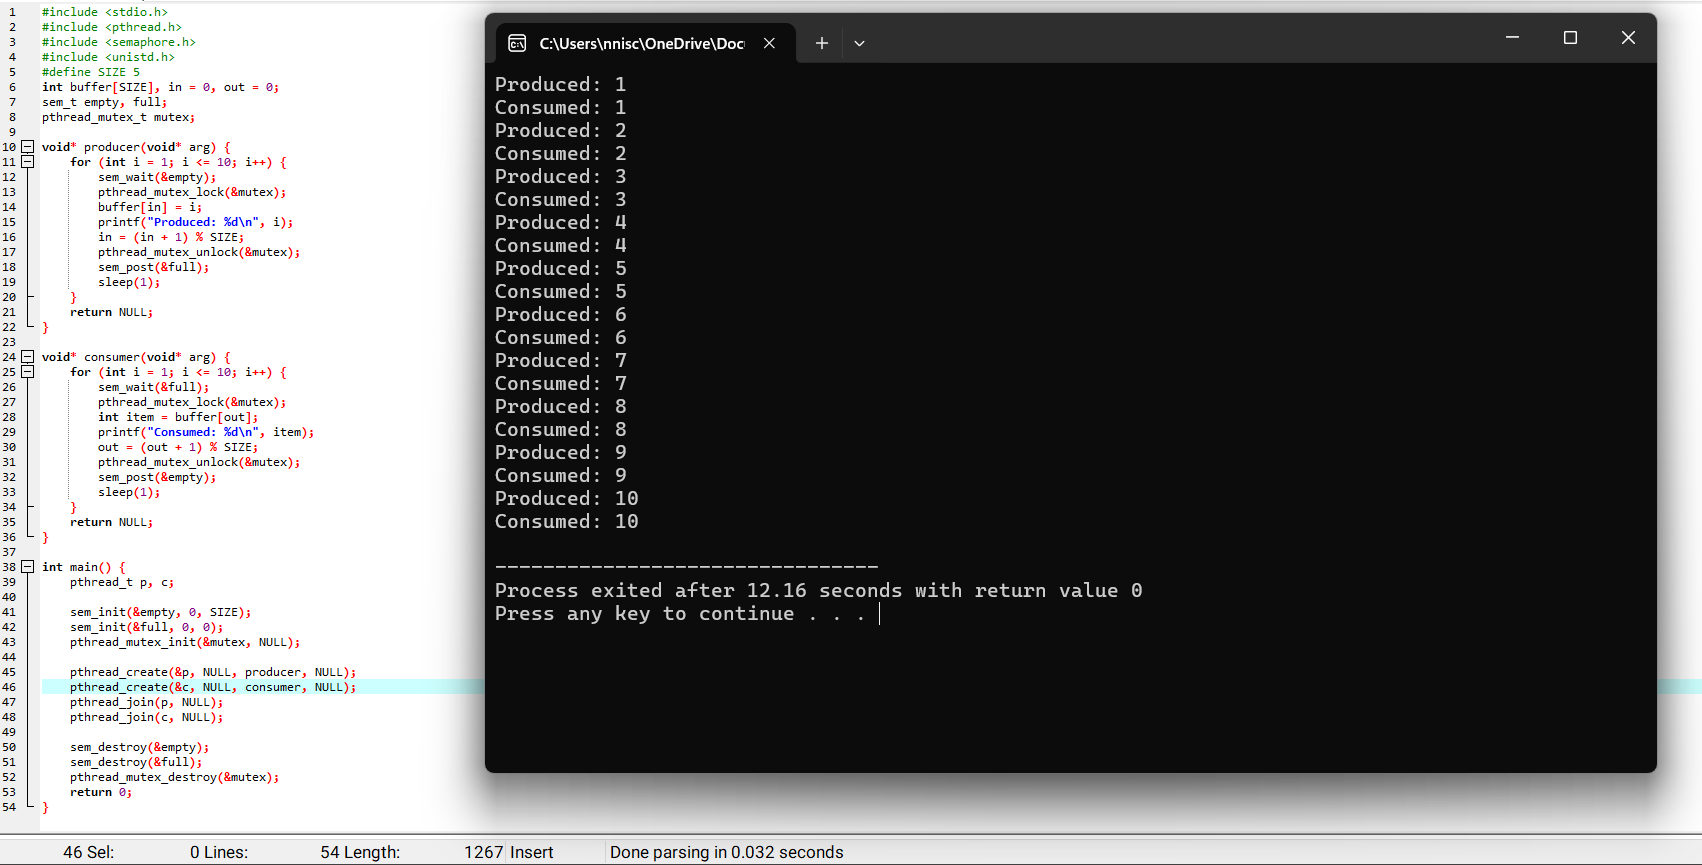 1 #include <stdio.h>
2 #include <pthread.h>
3 #include <semaphore.h>
4 #include <unistd.h>
5 #define SIZE 5
6 int buffer[SIZE], in = 0, out = 0;
7 sem_t empty, full;
8 pthread_mutex_t mutex;
9
10 void* producer(void* arg) {
11     for (int i = 1; i <= 10; i++) {
12         sem_wait(&empty);
13         pthread_mutex_lock(&mutex);
14         buffer[in] = i;
15         printf("Produced: %d\n", i);
16         in = (in + 1) % SIZE;
17         pthread_mutex_unlock(&mutex);
18         sem_post(&full);
19         sleep(1);
20     }
21     return NULL;
22 }
23
24 void* consumer(void* arg) {
25     for (int i = 1; i <= 10; i++) {
26         sem_wait(&full);
27         pthread_mutex_lock(&mutex);
28         int item = buffer[out];
29         printf("Consumed: %d\n", item);
30         out = (out + 1) % SIZE;
31         pthread_mutex_unlock(&mutex);
32         sem_post(&empty);
33         sleep(1);
34     }
35     return NULL;
36 }
37
38 int main() {
39     pthread_t p, c;
40
41     sem_init(&empty, 0, SIZE);
42     sem_init(&full, 0, 0);
43     pthread_mutex_init(&mutex, NULL);
44
45     pthread_create(&p, NULL, producer, NULL);
46     pthread_create(&c, NULL, consumer, NULL);
47     pthread_join(p, NULL);
48     pthread_join(c, NULL);
49
50     sem_destroy(&empty);
51     sem_destroy(&full);
52     pthread_mutex_destroy(&mutex);
53     return 0;
54 }
C:\Users\nnisc\OneDrive\Doc
Produced: 1
Consumed: 1
Produced: 2
Consumed: 2
Produced: 3
Consumed: 3
Produced: 4
Consumed: 4
Produced: 5
Consumed: 5
Produced: 6
Consumed: 6
Produced: 7
Consumed: 7
Produced: 8
Consumed: 8
Produced: 9
Consumed: 9
Produced: 10
Consumed: 10
--------------------------------
Process exited after 12.16 seconds with return value 0
Press any key to continue . . .
46 Sel: 0 Lines: 54 Length: 1267 Insert Done parsing in 0.032 seconds